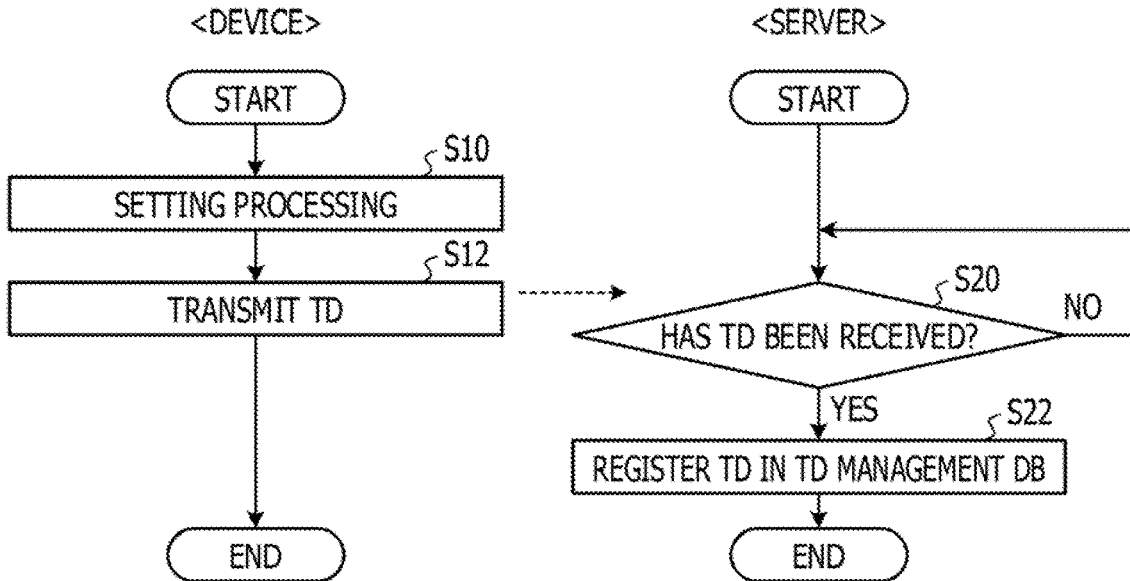 <DEVICE>
START
S10
SETTING PROCESSING
S12
TRANSMIT TD
END
<SERVER>
START
S20
HAS TD BEEN RECEIVED?
NO
YES
S22
REGISTER TD IN TD MANAGEMENT DB
END